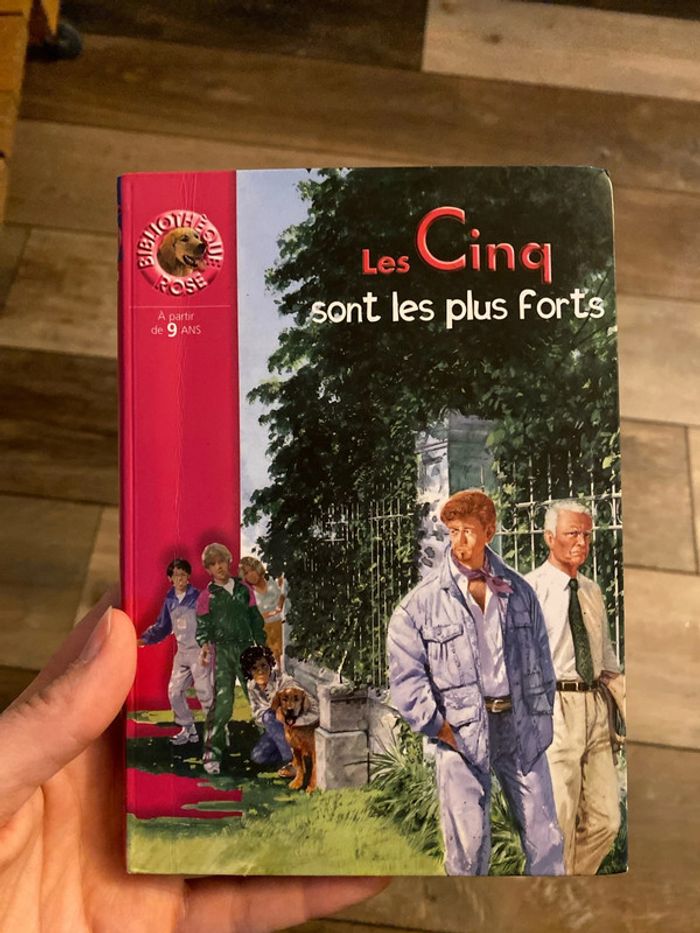 BIBLIOTHÈQUE
ROSE
À partir
de 9 ANS
Les Cinq
sont les plus forts